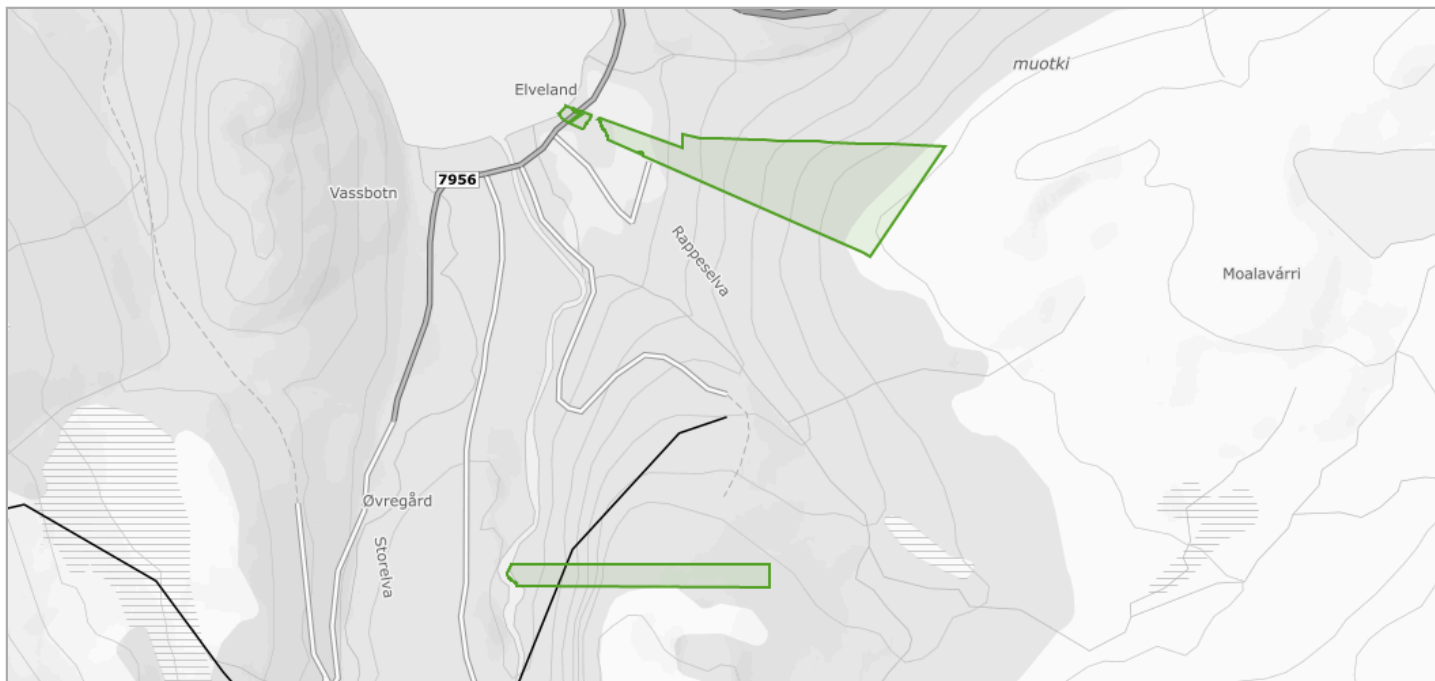 muotki
Elveland
7956
Vassbotn
Rappeselva
Moalavárri
Øvregård
Storelva